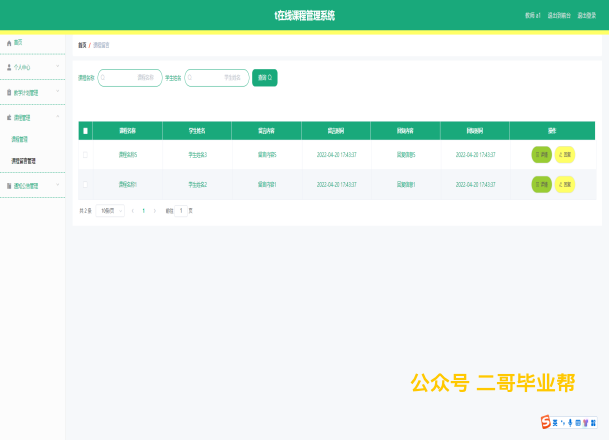 t在线课程管理系统
教师 a1 退出到前台 退出登录
首页
个人中心
教学计划管理
课程管理
课程管理
课程留言管理
通知公告管理
首页 / 课程留言
课程名称 课程名称 学生姓名 学生姓名 查询
课程名称 学生姓名 留言内容 留言时间 回复内容 回复时间 操作
课程名称5 学生姓名3 留言内容5 2022-04-20 17:43:37 回复信息5 2022-04-20 17:43:37 详情 回复
课程名称1 学生姓名2 留言内容1 2022-04-20 17:43:37 回复信息1 2022-04-20 17:43:37 详情 回复
共 2 条 10条/页 1 前往 1 页
公众号 二哥毕业帮
英